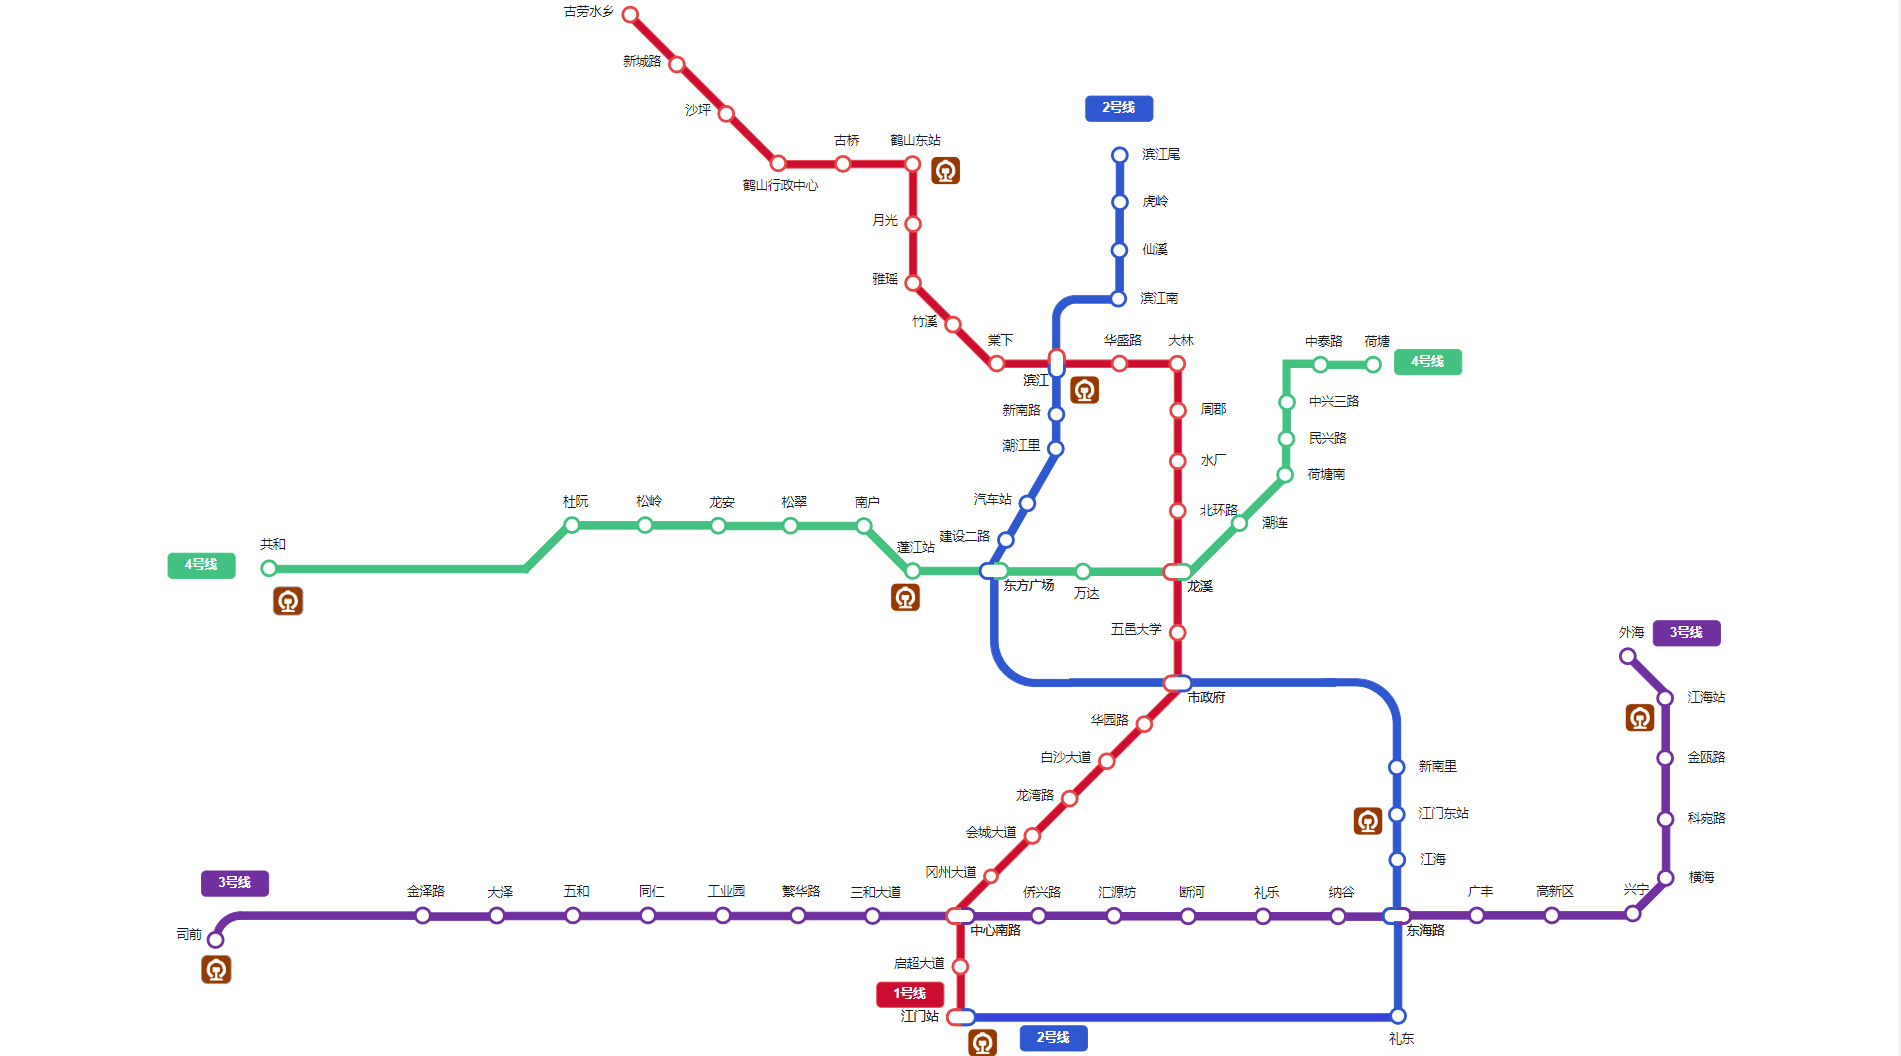 古劳水乡
新城路
沙坪
鹤山行政中心
古桥
鹤山东站
月光
雅瑶
竹溪
棠下
2号线
滨江尾
虎岭
仙溪
滨江南
滨江
华盛路
大林
中泰路
荷塘
4号线
新南路
周郡
中兴三路
潮江里
水厂
民兴路
荷塘南
汽车站
北环路
潮连
杜阮
松岭
龙安
松翠
南户
建设二路
共和
4号线
蓬江站
东方广场
万达
龙溪
五邑大学
外海
3号线
市政府
江海站
华园路
白沙大道
新南里
金瓯路
龙湾路
江门东站
科宛路
会城大道
江海
冈州大道
横海
3号线
司前
金泽路
大泽
五和
同仁
工业园
繁华路
三和大道
中心南路
侨兴路
汇源坊
断河
礼乐
纳谷
东海路
广丰
高新区
兴宁
启超大道
1号线
江门站
2号线
礼东